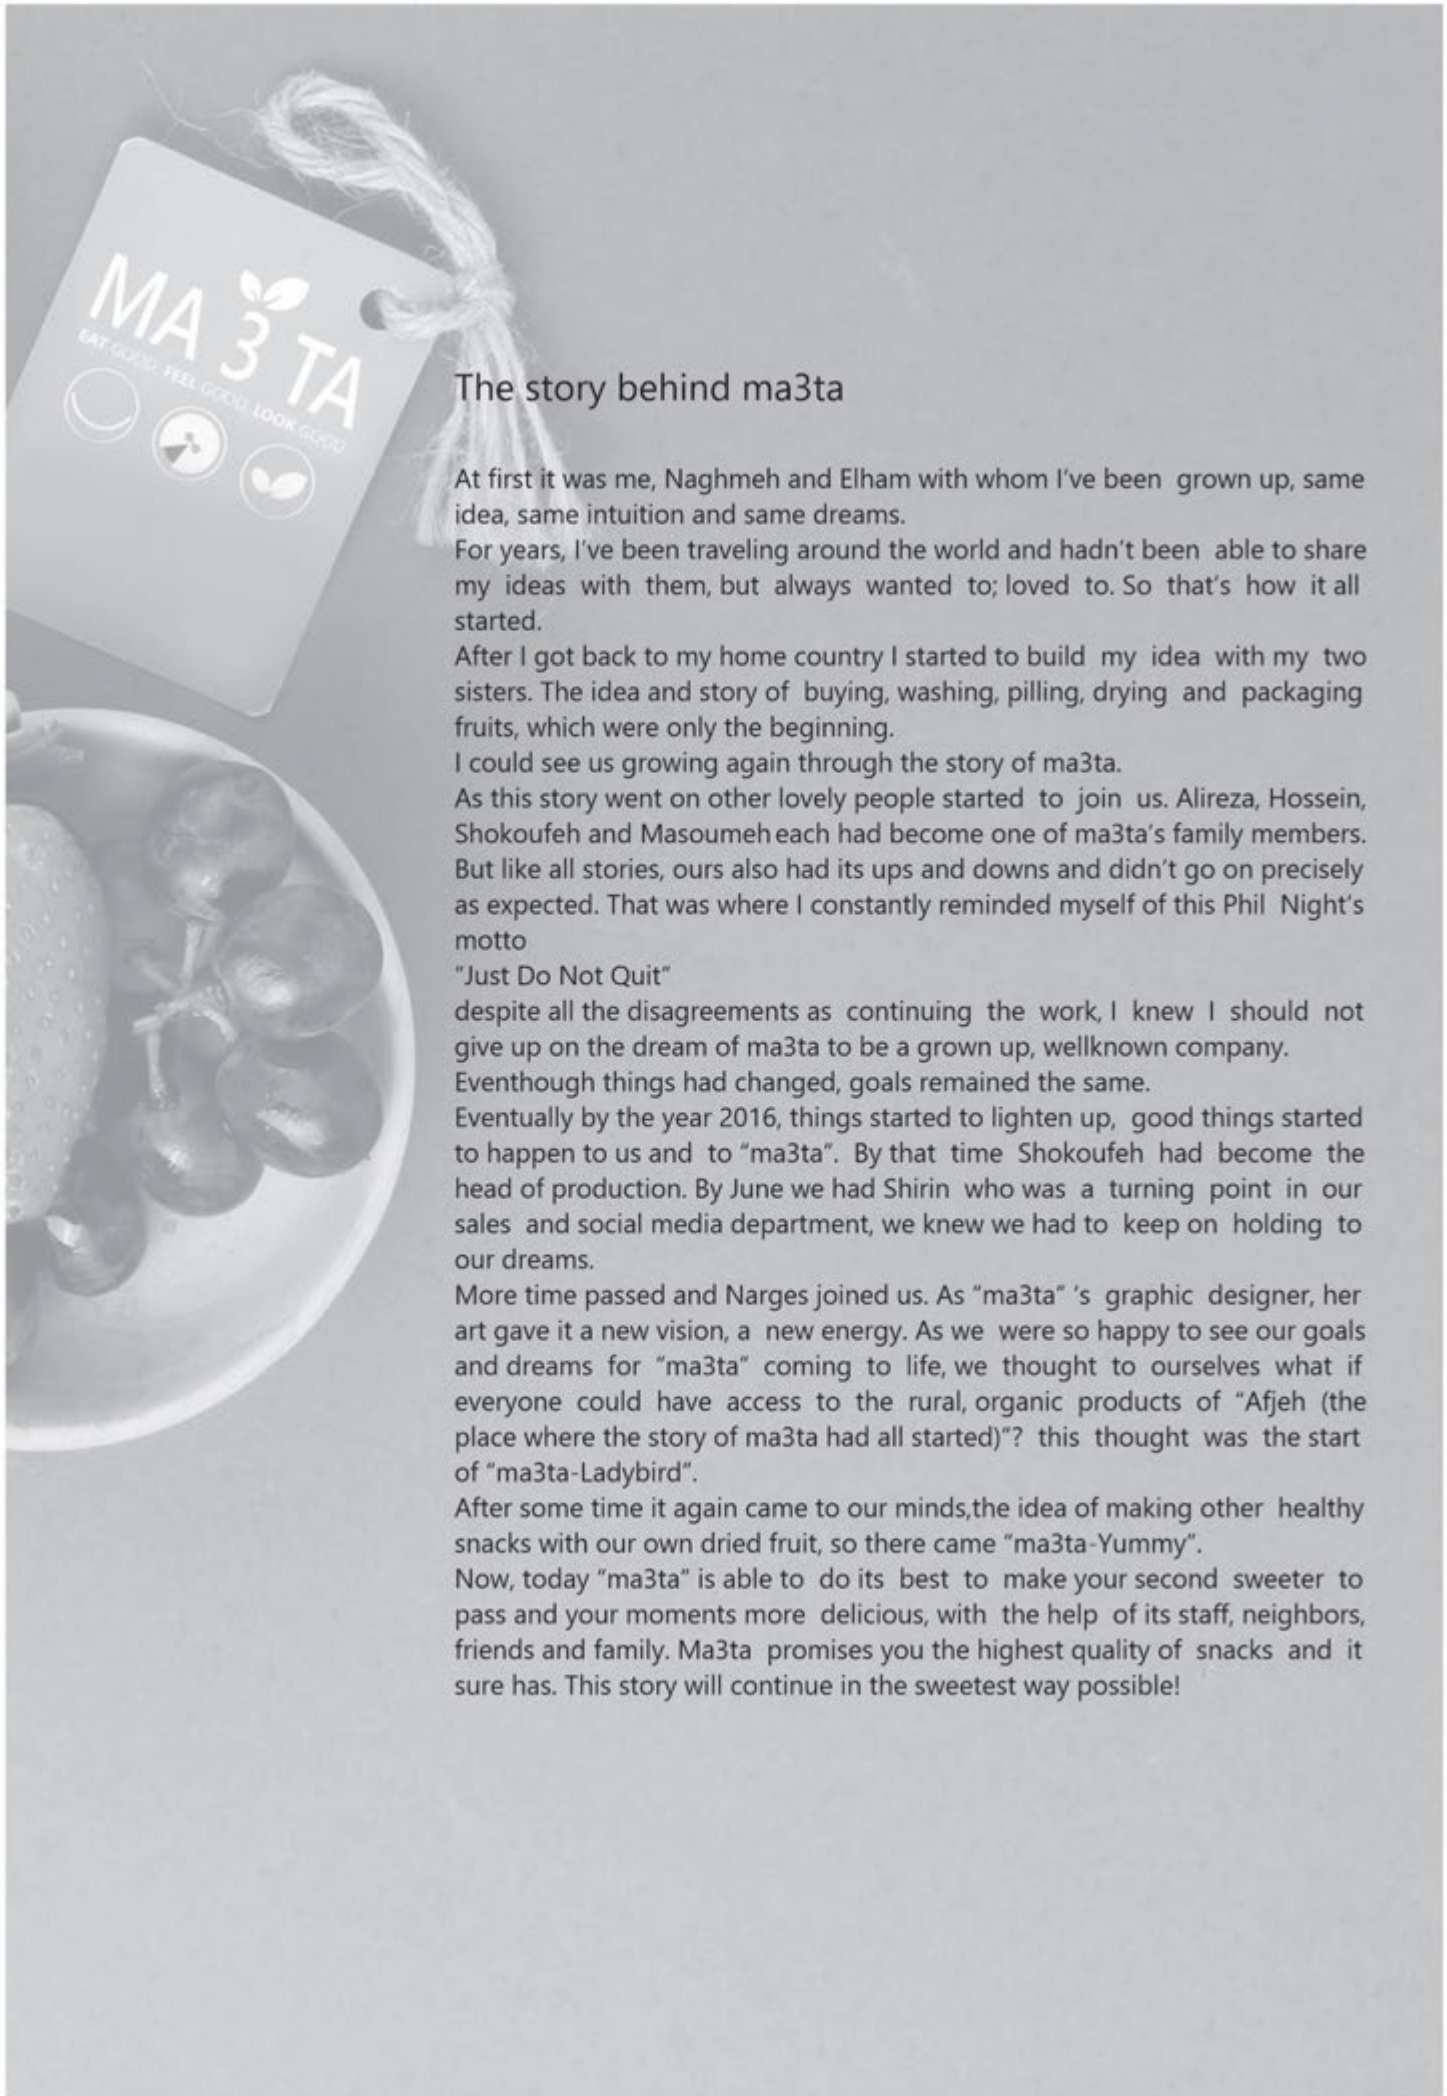 MA 3 TA
EAT GOOD. FEEL GOOD. LOOK GOOD
The story behind ma3ta
At first it was me, Naghmeh and Elham with whom I've been grown up, same
idea, same intuition and same dreams.
For years, I've been traveling around the world and hadn't been able to share
my ideas with them, but always wanted to; loved to. So that's how it all
started.
After I got back to my home country I started to build my idea with my two
sisters. The idea and story of buying, washing, pilling, drying and packaging
fruits, which were only the beginning.
I could see us growing again through the story of ma3ta.
As this story went on other lovely people started to join us. Alireza, Hossein,
Shokoufeh and Masoumeh each had become one of ma3ta's family members.
But like all stories, ours also had its ups and downs and didn't go on precisely
as expected. That was where I constantly reminded myself of this Phil Night's
motto
"Just Do Not Quit"
despite all the disagreements as continuing the work, I knew I should not
give up on the dream of ma3ta to be a grown up, wellknown company.
Eventhough things had changed, goals remained the same.
Eventually by the year 2016, things started to lighten up, good things started
to happen to us and to "ma3ta". By that time Shokoufeh had become the
head of production. By June we had Shirin who was a turning point in our
sales and social media department, we knew we had to keep on holding to
our dreams.
More time passed and Narges joined us. As "ma3ta" 's graphic designer, her
art gave it a new vision, a new energy. As we were so happy to see our goals
and dreams for "ma3ta" coming to life, we thought to ourselves what if
everyone could have access to the rural, organic products of "Afjeh (the
place where the story of ma3ta had all started)"? this thought was the start
of "ma3ta-Ladybird".
After some time it again came to our minds,the idea of making other healthy
snacks with our own dried fruit, so there came "ma3ta-Yummy".
Now, today "ma3ta" is able to do its best to make your second sweeter to
pass and your moments more delicious, with the help of its staff, neighbors,
friends and family. Ma3ta promises you the highest quality of snacks and it
sure has. This story will continue in the sweetest way possible!